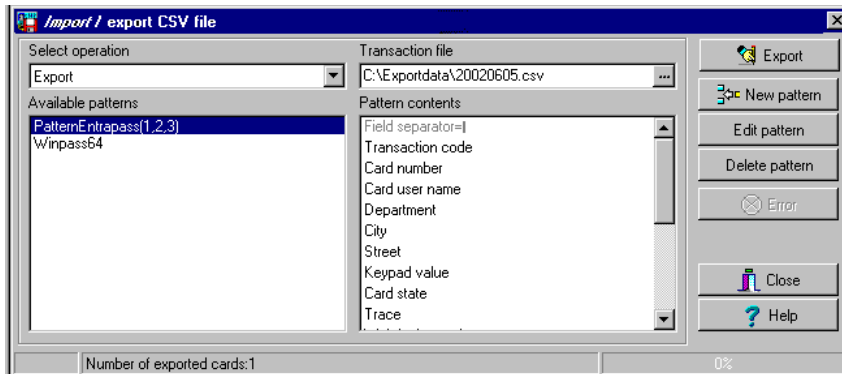 Import / export CSV file
Select operation
Export
Available patterns
PatternEntrapass(1,2,3)
Winpass64
Transaction file
C:\Exportdata\20020605.csv
...
Pattern contents
Field separator=|
Transaction code
Card number
Card user name
Department
City
Street
Keypad value
Card state
Trace
Export
New pattern
Edit pattern
Delete pattern
Error
Close
Help
Number of exported cards:1
0%